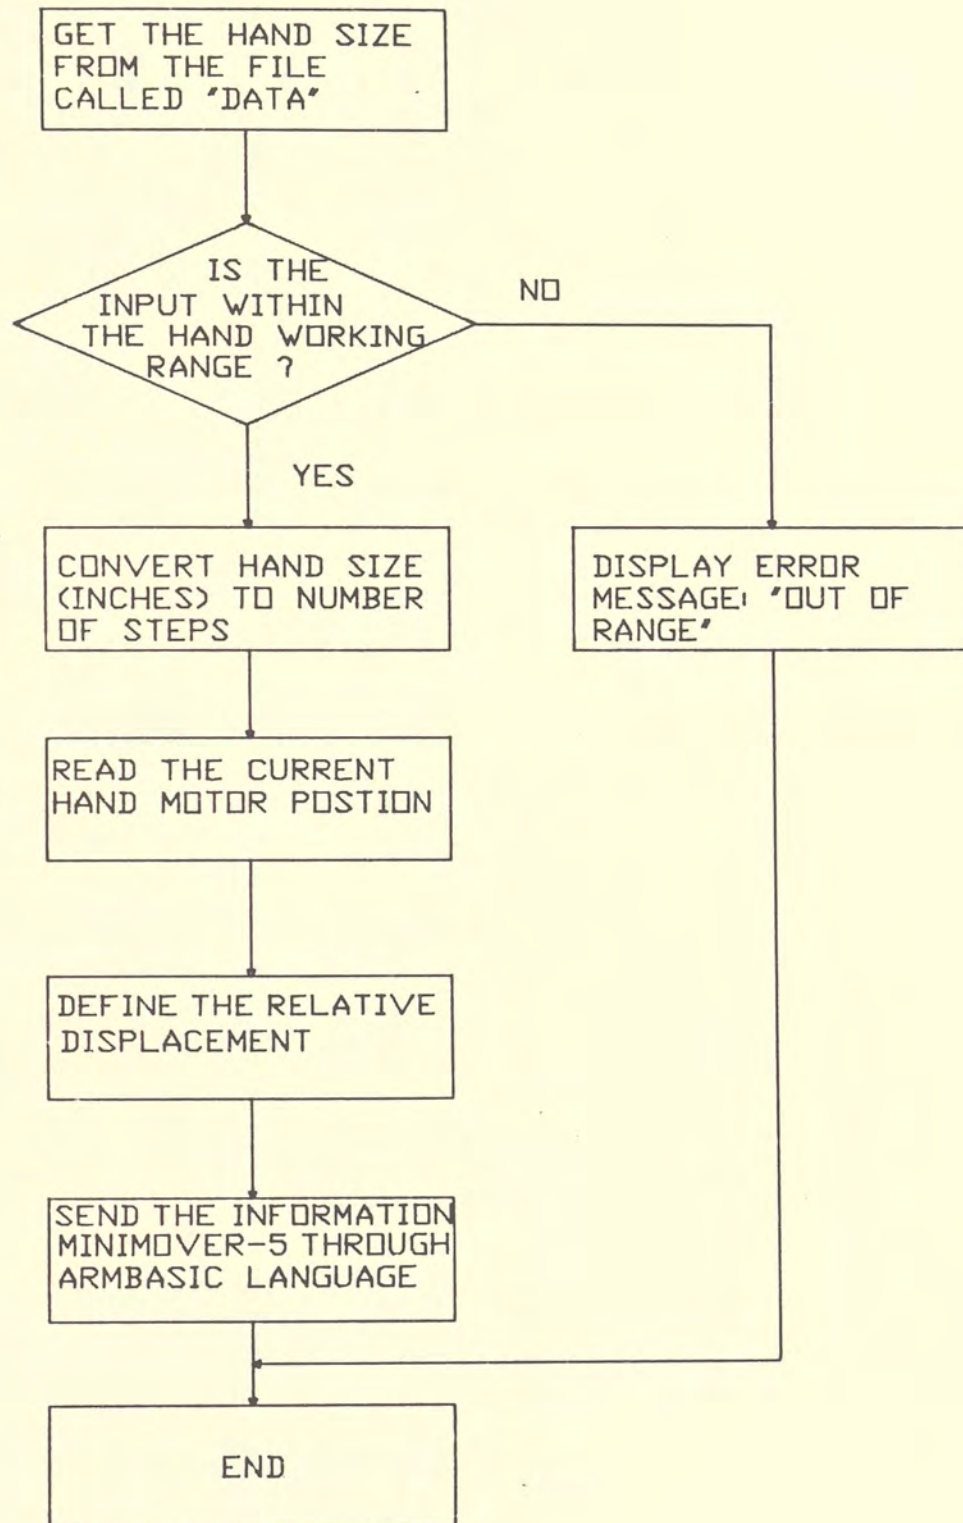 GET THE HAND SIZE
FROM THE FILE
CALLED "DATA"
IS THE
INPUT WITHIN
THE HAND WORKING
RANGE ?
NO
YES
CONVERT HAND SIZE
(INCHES) TO NUMBER
OF STEPS
DISPLAY ERROR
MESSAGE: "OUT OF
RANGE"
READ THE CURRENT
HAND MOTOR POSTION
DEFINE THE RELATIVE
DISPLACEMENT
SEND THE INFORMATION
MINIMOVER-5 THROUGH
ARMBASIC LANGUAGE
END